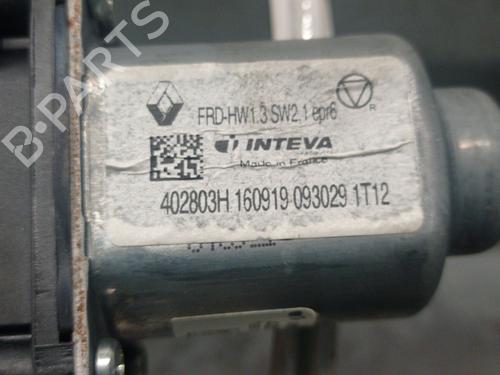 B-PARTS
FRD-HW1.3 SW2.1 epr6
R
INTEVA
Made in France
402803H 160919 093029 1T12